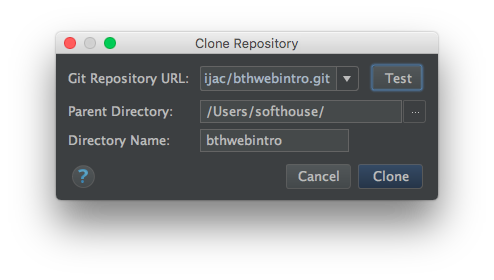 Clone Repository
Git Repository URL: ijac/bthwebintro.git Test
Parent Directory: /Users/softhouse/ ...
Directory Name: bthwebintro
? Cancel Clone